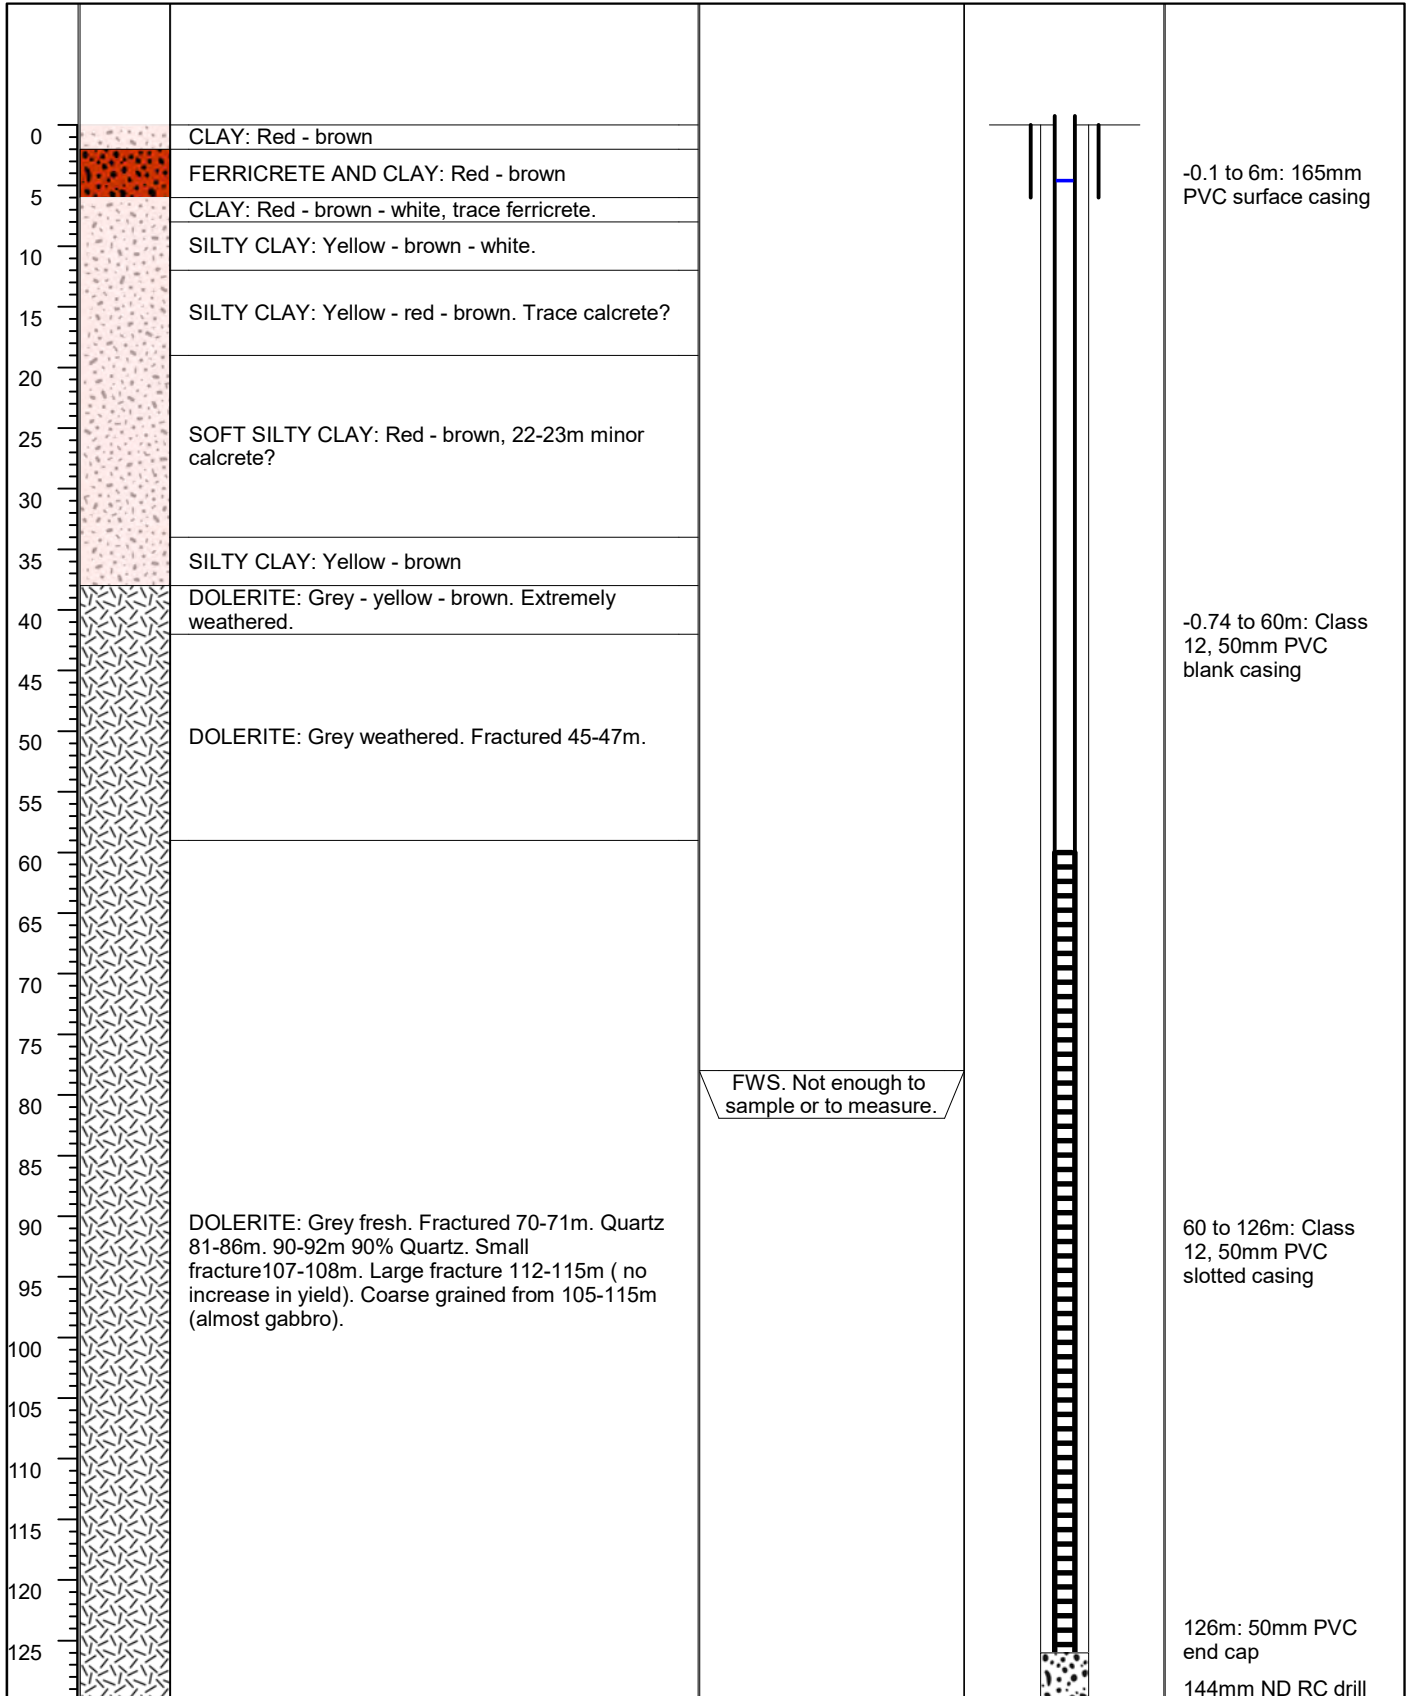 0
5
10
15
20
25
30
35
40
45
50
55
60
65
70
75
80
85
90
95
100
105
110
115
120
125
CLAY: Red - brown
FERRICRETE AND CLAY: Red - brown
CLAY: Red - brown - white, trace ferricrete.
SILTY CLAY: Yellow - brown - white.
SILTY CLAY: Yellow - red - brown. Trace calcrete?
SOFT SILTY CLAY: Red - brown, 22-23m minor
calcrete?
SILTY CLAY: Yellow - brown
DOLERITE: Grey - yellow - brown. Extremely
weathered.
DOLERITE: Grey weathered. Fractured 45-47m.
DOLERITE: Grey fresh. Fractured 70-71m. Quartz
81-86m. 90-92m 90% Quartz. Small
fracture107-108m. Large fracture 112-115m ( no
increase in yield). Coarse grained from 105-115m
(almost gabbro).
FWS. Not enough to
sample or to measure.
-0.1 to 6m: 165mm
PVC surface casing
-0.74 to 60m: Class
12, 50mm PVC
blank casing
60 to 126m: Class
12, 50mm PVC
slotted casing
126m: 50mm PVC
end cap
144mm ND RC drill